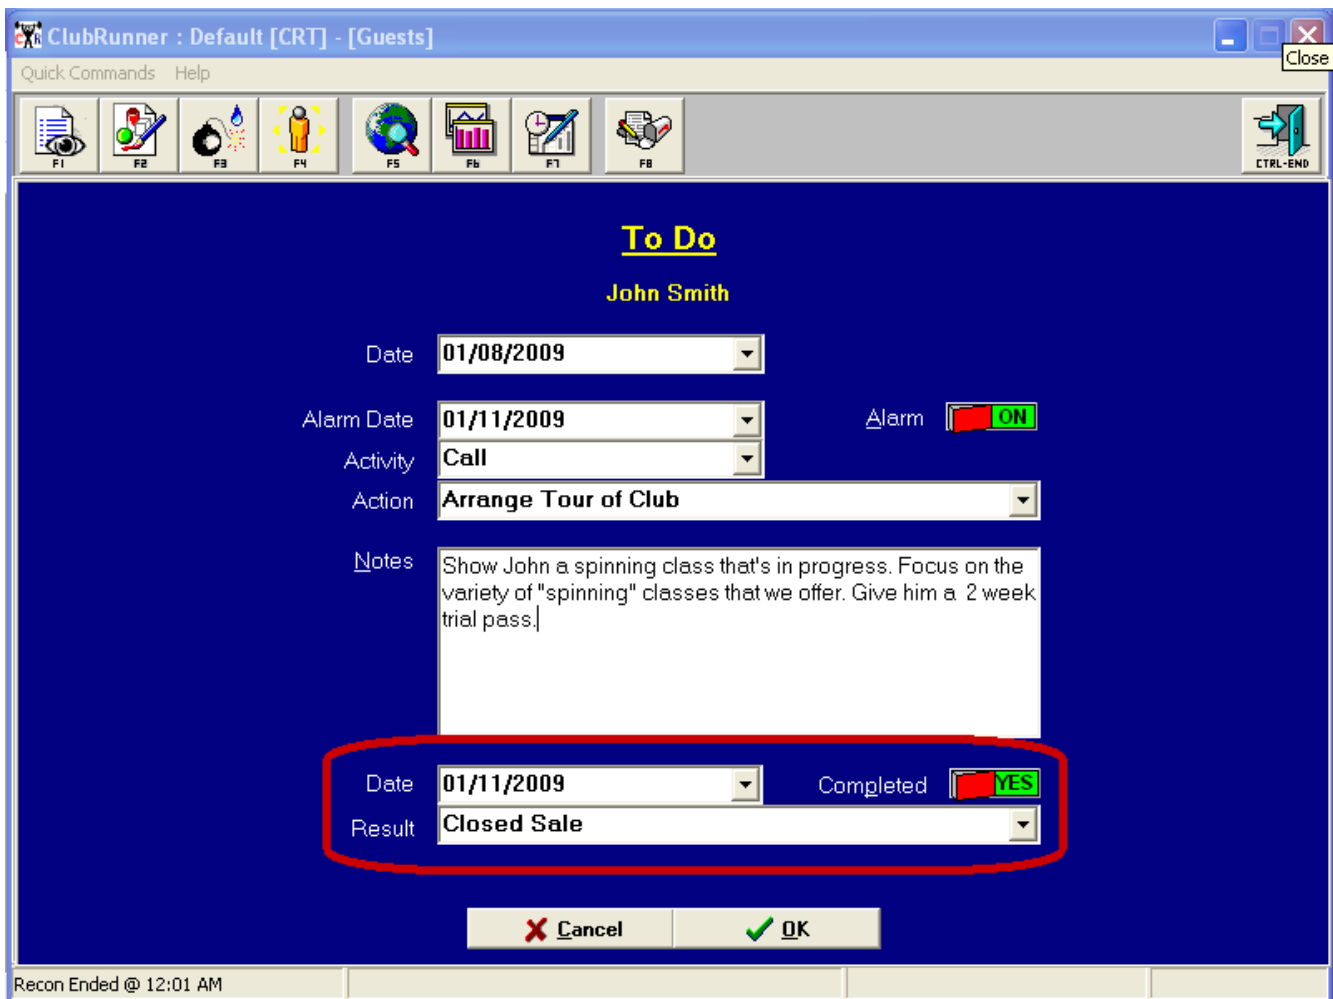 ClubRunner : Default [CRT] - [Guests]
Close
Quick Commands Help
F1 F2 F3 F4 F5 F6 F7 F8 CTRL-END
To Do
John Smith
Date 01/08/2009
Alarm Date 01/11/2009 Alarm ON
Activity Call
Action Arrange Tour of Club
Notes Show John a spinning class that's in progress. Focus on the
variety of "spinning" classes that we offer. Give him a 2 week
trial pass.
Date 01/11/2009 Completed YES
Result Closed Sale
Cancel OK
Recon Ended @ 12:01 AM